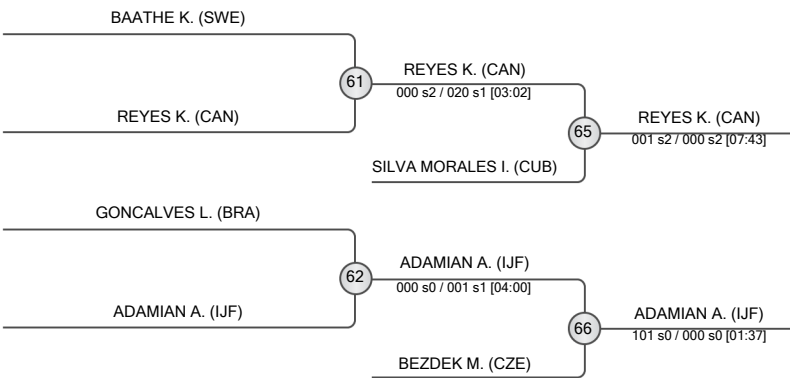 BAATHE K. (SWE)
61
REYES K. (CAN)
000 s2 / 020 s1 [03:02]
REYES K. (CAN)
65
REYES K. (CAN)
001 s2 / 000 s2 [07:43]
SILVA MORALES I. (CUB)
GONCALVES L. (BRA)
62
ADAMIAN A. (IJF)
000 s0 / 001 s1 [04:00]
ADAMIAN A. (IJF)
66
ADAMIAN A. (IJF)
101 s0 / 000 s0 [01:37]
BEZDEK M. (CZE)